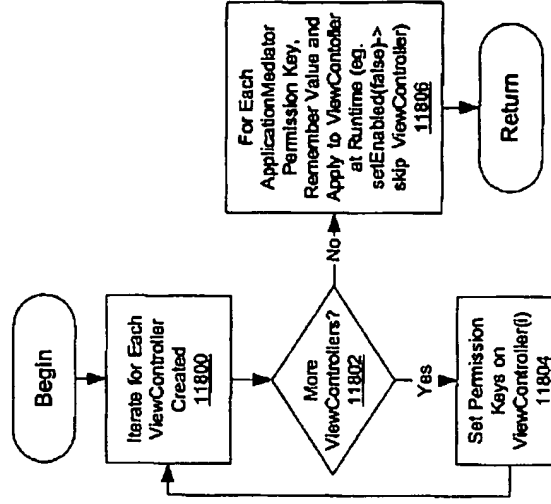 Begin
Iterate for Each
ViewController
Created
11800
More
ViewControllers?
11802
Yes
No
Set Permission
Keys on
ViewController(i)
11804
For Each
ApplicationMediator
Permission Key,
Remember Value and
Apply to ViewContoller
at Runtime (eg.
setEnabled(false)->
skip ViewController)
11806
Return